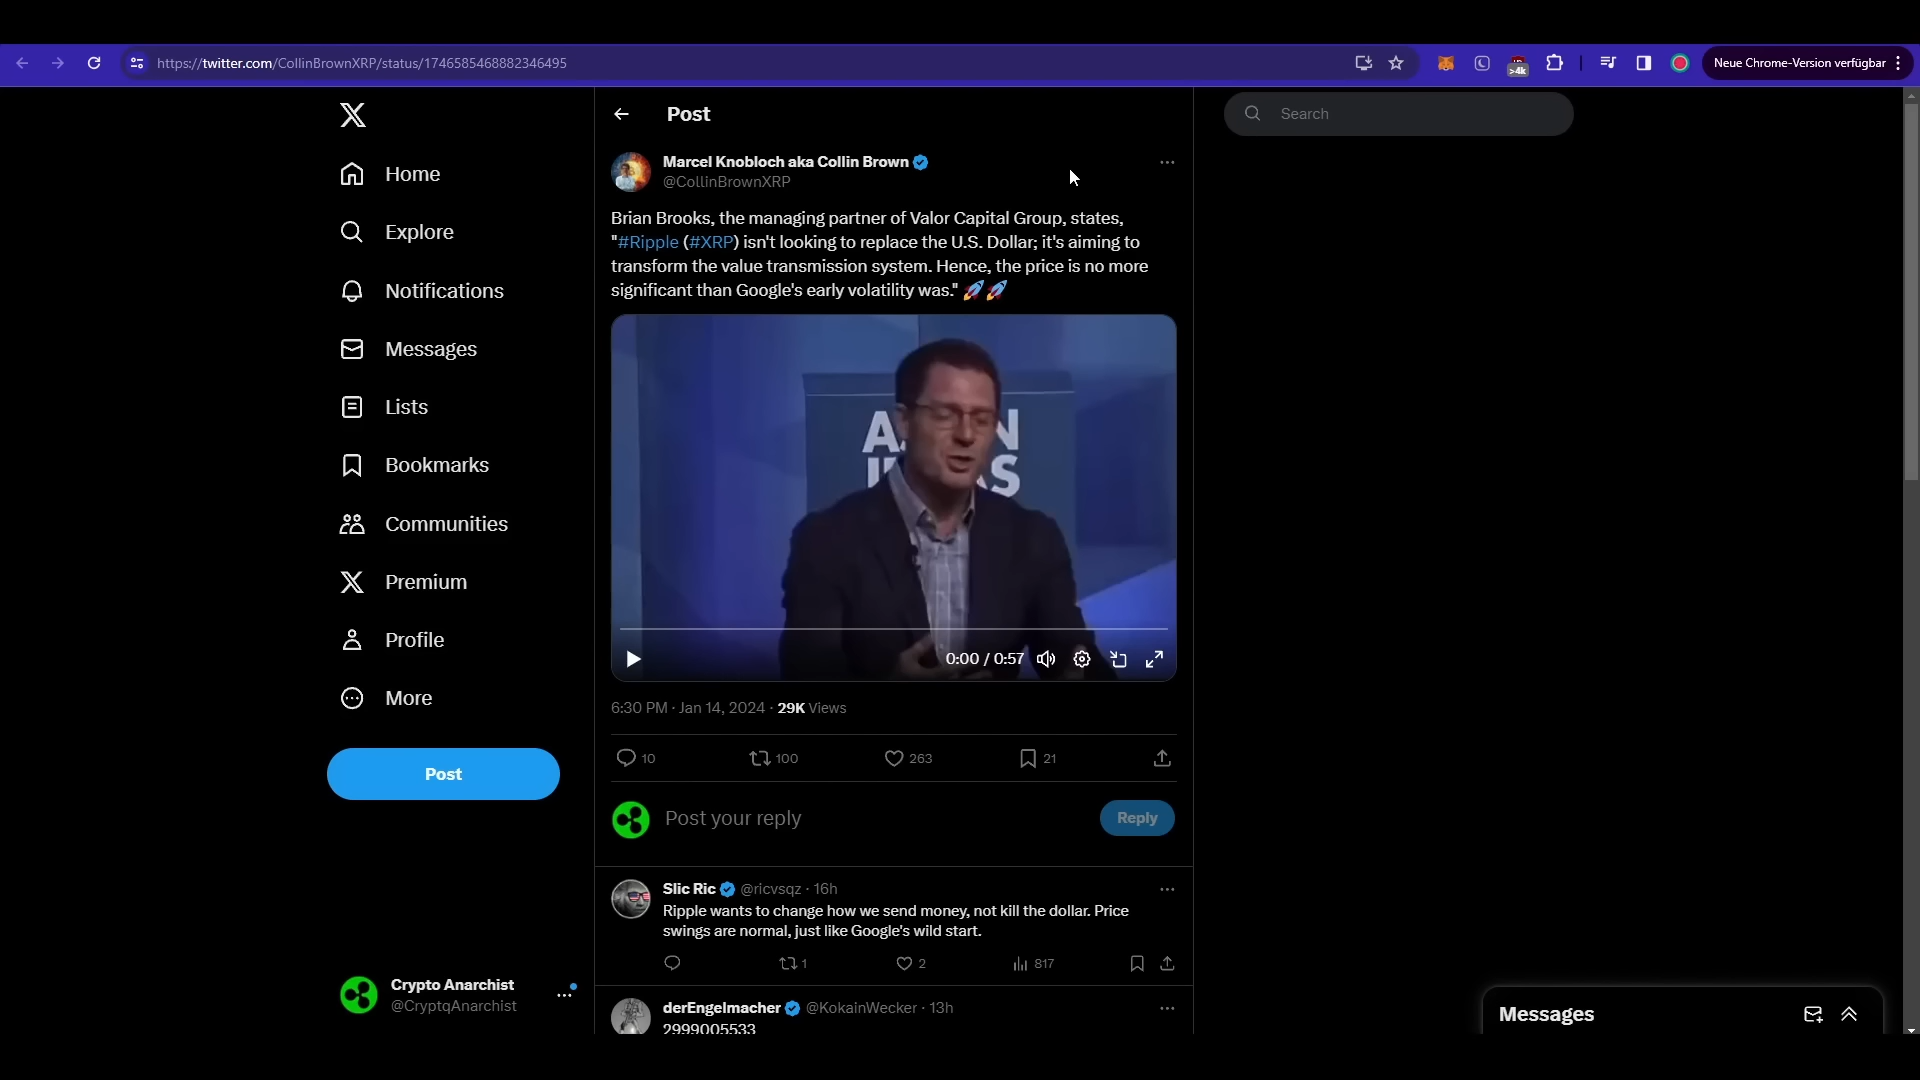 https://twitter.com/CollinBrownXRP/status/1746585468882346495
>4k
Neue Chrome-Version verfügbar
Home
Explore
Notifications
Messages
Lists
Bookmarks
Communities
Premium
Profile
More
Post
Crypto Anarchist
@CryptqAnarchist
Post
Marcel Knobloch aka Collin Brown
@CollinBrownXRP
Brian Brooks, the managing partner of Valor Capital Group, states,
"#Ripple (#XRP) isn't looking to replace the U.S. Dollar; it's aiming to
transform the value transmission system. Hence, the price is no more
significant than Google's early volatility was." 🚀🚀
0:00 / 0:57
6:30 PM · Jan 14, 2024 · 29K Views
10 100 263 21
Post your reply
Reply
Slic Ric @ricvsqz · 16h
Ripple wants to change how we send money, not kill the dollar. Price
swings are normal, just like Google's wild start.
1 2 817
derEngelmacher @KokainWecker · 13h
2999005533
Search
Messages